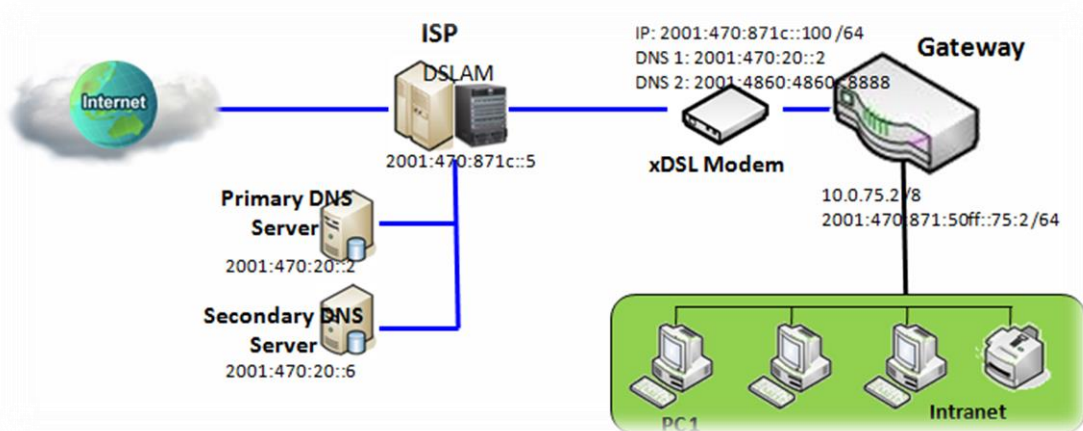 Internet
ISP
DSLAM
2001:470:871c::5
IP: 2001:470:871c::100 /64
DNS 1: 2001:470:20::2
DNS 2: 2001:4860:4860::8888
xDSL Modem
Gateway
10.0.75.2/8
2001:470:871:50ff::75:2/64
Primary DNS
Server
2001:470:20::2
Secondary DNS
Server
2001:470:20::6
PC1
Intranet